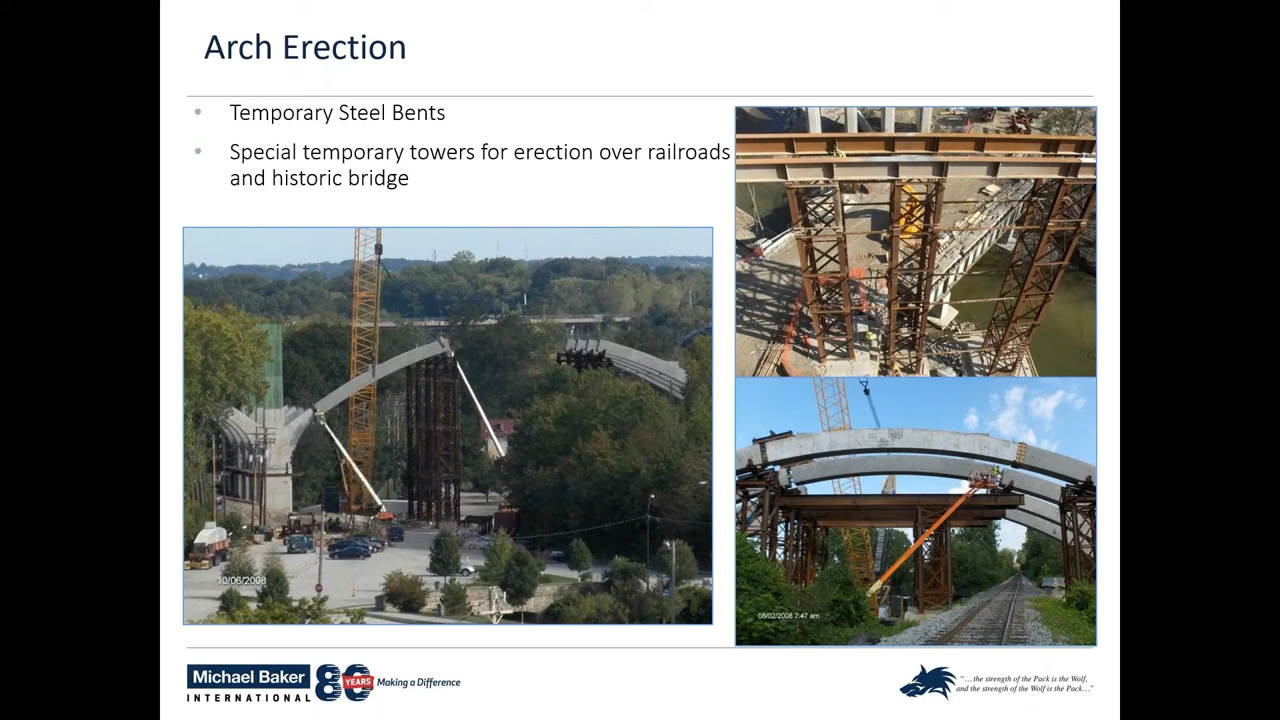 Arch Erection
• Temporary Steel Bents
• Special temporary towers for erection over railroads
and historic bridge
10/06/2008
08/02/2008 7:47 am
Michael Baker
INTERNATIONAL
80 YEARS
Making a Difference
“...the strength of the Pack is the Wolf,
and the strength of the Wolf is the Pack...”